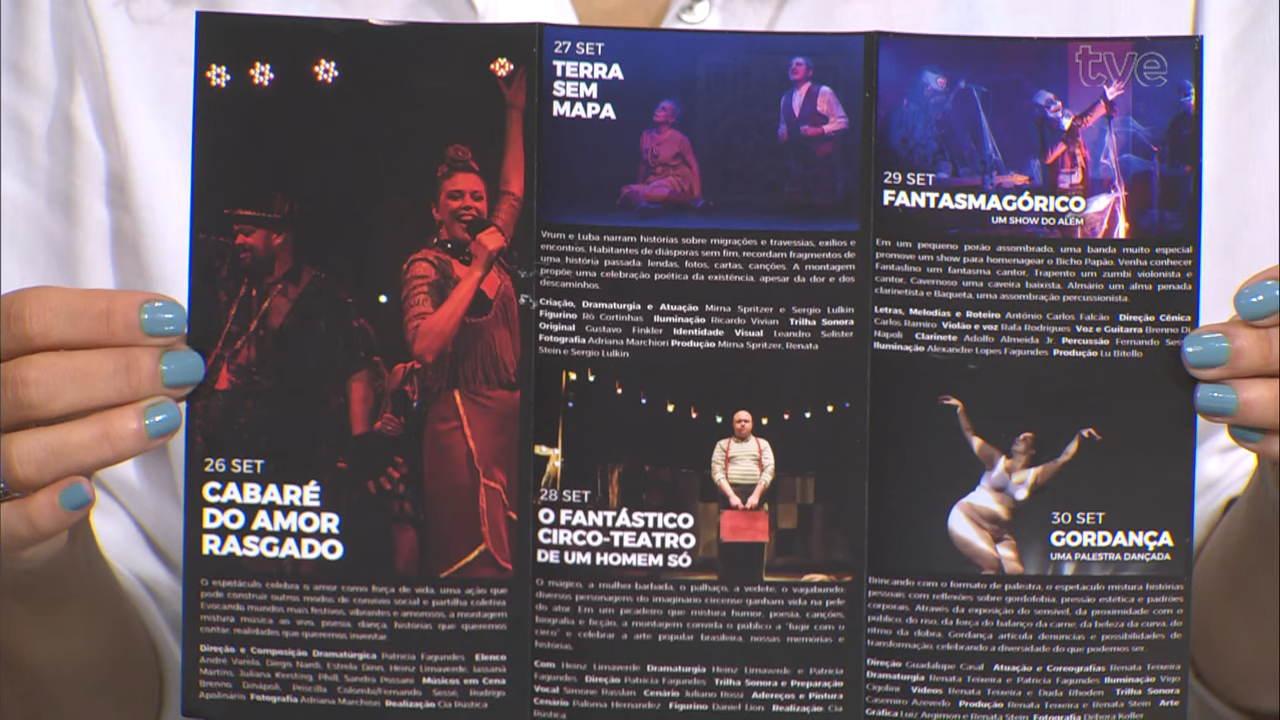 tve
26 SET
CABARÉ
DO AMOR
RASGADO
O espetáculo celebra o amor como força de vida, uma ação que
pode construir outros modos de convívio social e partilha coletiva.
Evocando mundos mais festivos, vibrantes e amorosos, a montagem
mistura música ao vivo, poesia, dança, histórias que queremos
contar, realidades que queremos inventar.
Direção e Composição Dramatúrgica Patricia Fagundes Elenco
André Varela, Diego Nardi, Estrela Dinn, Heinz Limaverde, Iassanã
Martins, Juliana Kersting, Phill, Sandra Possani Músicos em Cena
Brenno Dinápoli, Priscilla Colombi/Fernando Sessé, Rodrigo
Apolinário Fotografia Adriana Marchiori Realização Cia Rústica
27 SET
TERRA
SEM
MAPA
Vrum e Luba narram histórias sobre migrações e travessias, exílios e
encontros. Habitantes de diásporas sem fim, recordam fragmentos de
uma história passada: lendas, fotos, cartas, canções. A montagem
propõe uma celebração poética da existência, apesar da dor e dos
descaminhos.
Criação, Dramaturgia e Atuação Mirna Spritzer e Sergio Lulkin
Figurino Rô Cortinhas Iluminação Ricardo Vivian Trilha Sonora
Original Gustavo Finkler Identidade Visual Leandro Selister
Fotografia Adriana Marchiori Produção Mirna Spritzer, Renata
Stein e Sergio Lulkin
28 SET
O FANTÁSTICO
CIRCO-TEATRO
DE UM HOMEM SÓ
O mágico, a mulher barbada, o palhaço, a vedete, o vagabundo:
diversos personagens do imaginário circense ganham vida na pele
do ator. Em um picadeiro que mistura humor, poesia, canções,
biografia e ficção, a montagem convida o público a "fugir com o
circo" e celebrar a arte popular brasileira, nossas memórias e
histórias.
Com Heinz Limaverde Dramaturgia Heinz Limaverde e Patricia
Fagundes Direção Patricia Fagundes Trilha Sonora e Preparação
Vocal Simone Rasslan Cenário Juliano Rossi Adereços e Pintura
Cenário Paloma Hernandez Figurino Daniel Lion Realização Cia
Rústica
29 SET
FANTASMAGÓRICO
UM SHOW DO ALÉM
Em um pequeno porão assombrado, uma banda muito especial
promove um show para homenagear o Bicho Papão. Venha conhecer
Fantaslino um fantasma cantor, Trapento um zumbi violonista e
cantor, Cavernoso uma caveira baixista, Almário um alma penada
clarinetista e Baqueta, uma assombração percussionista.
Letras, Melodias e Roteiro Antônio Carlos Falcão Direção Cênica
Carlos Ramiro Violão e voz Rafa Rodrigues Voz e Guitarra Brenno Di
Napoli Clarinete Adolfo Almeida Jr. Percussão Fernando Sess
Iluminação Alexandre Lopes Fagundes Produção Lu Bitello
30 SET
GORDANÇA
UMA PALESTRA DANÇADA
Brincando com o formato de palestra, o espetáculo mistura histórias
pessoais com reflexões sobre gordofobia, pressão estética e padrões
corporais. Através da exposição do sensível, da proximidade com o
público, do riso, da força do balanço da carne, da beleza da curva, do
ritmo da dobra, Gordança articula denúncias e possibilidades de
transformação, celebrando a diversidade do que podemos ser.
Direção Guadalupe Casal Atuação e Coreografias Renata Teixeira
Dramaturgia Renata Teixeira e Patricia Fagundes Iluminação Vigo
Cigolini Vídeos Renata Teixeira e Duda Rhoden Trilha Sonora
Casemiro Azevedo Produção Renata Teixeira e Renata Stein Arte
Gráfica Luiz Argimon e Renata Stein Fotografia Débora Koller